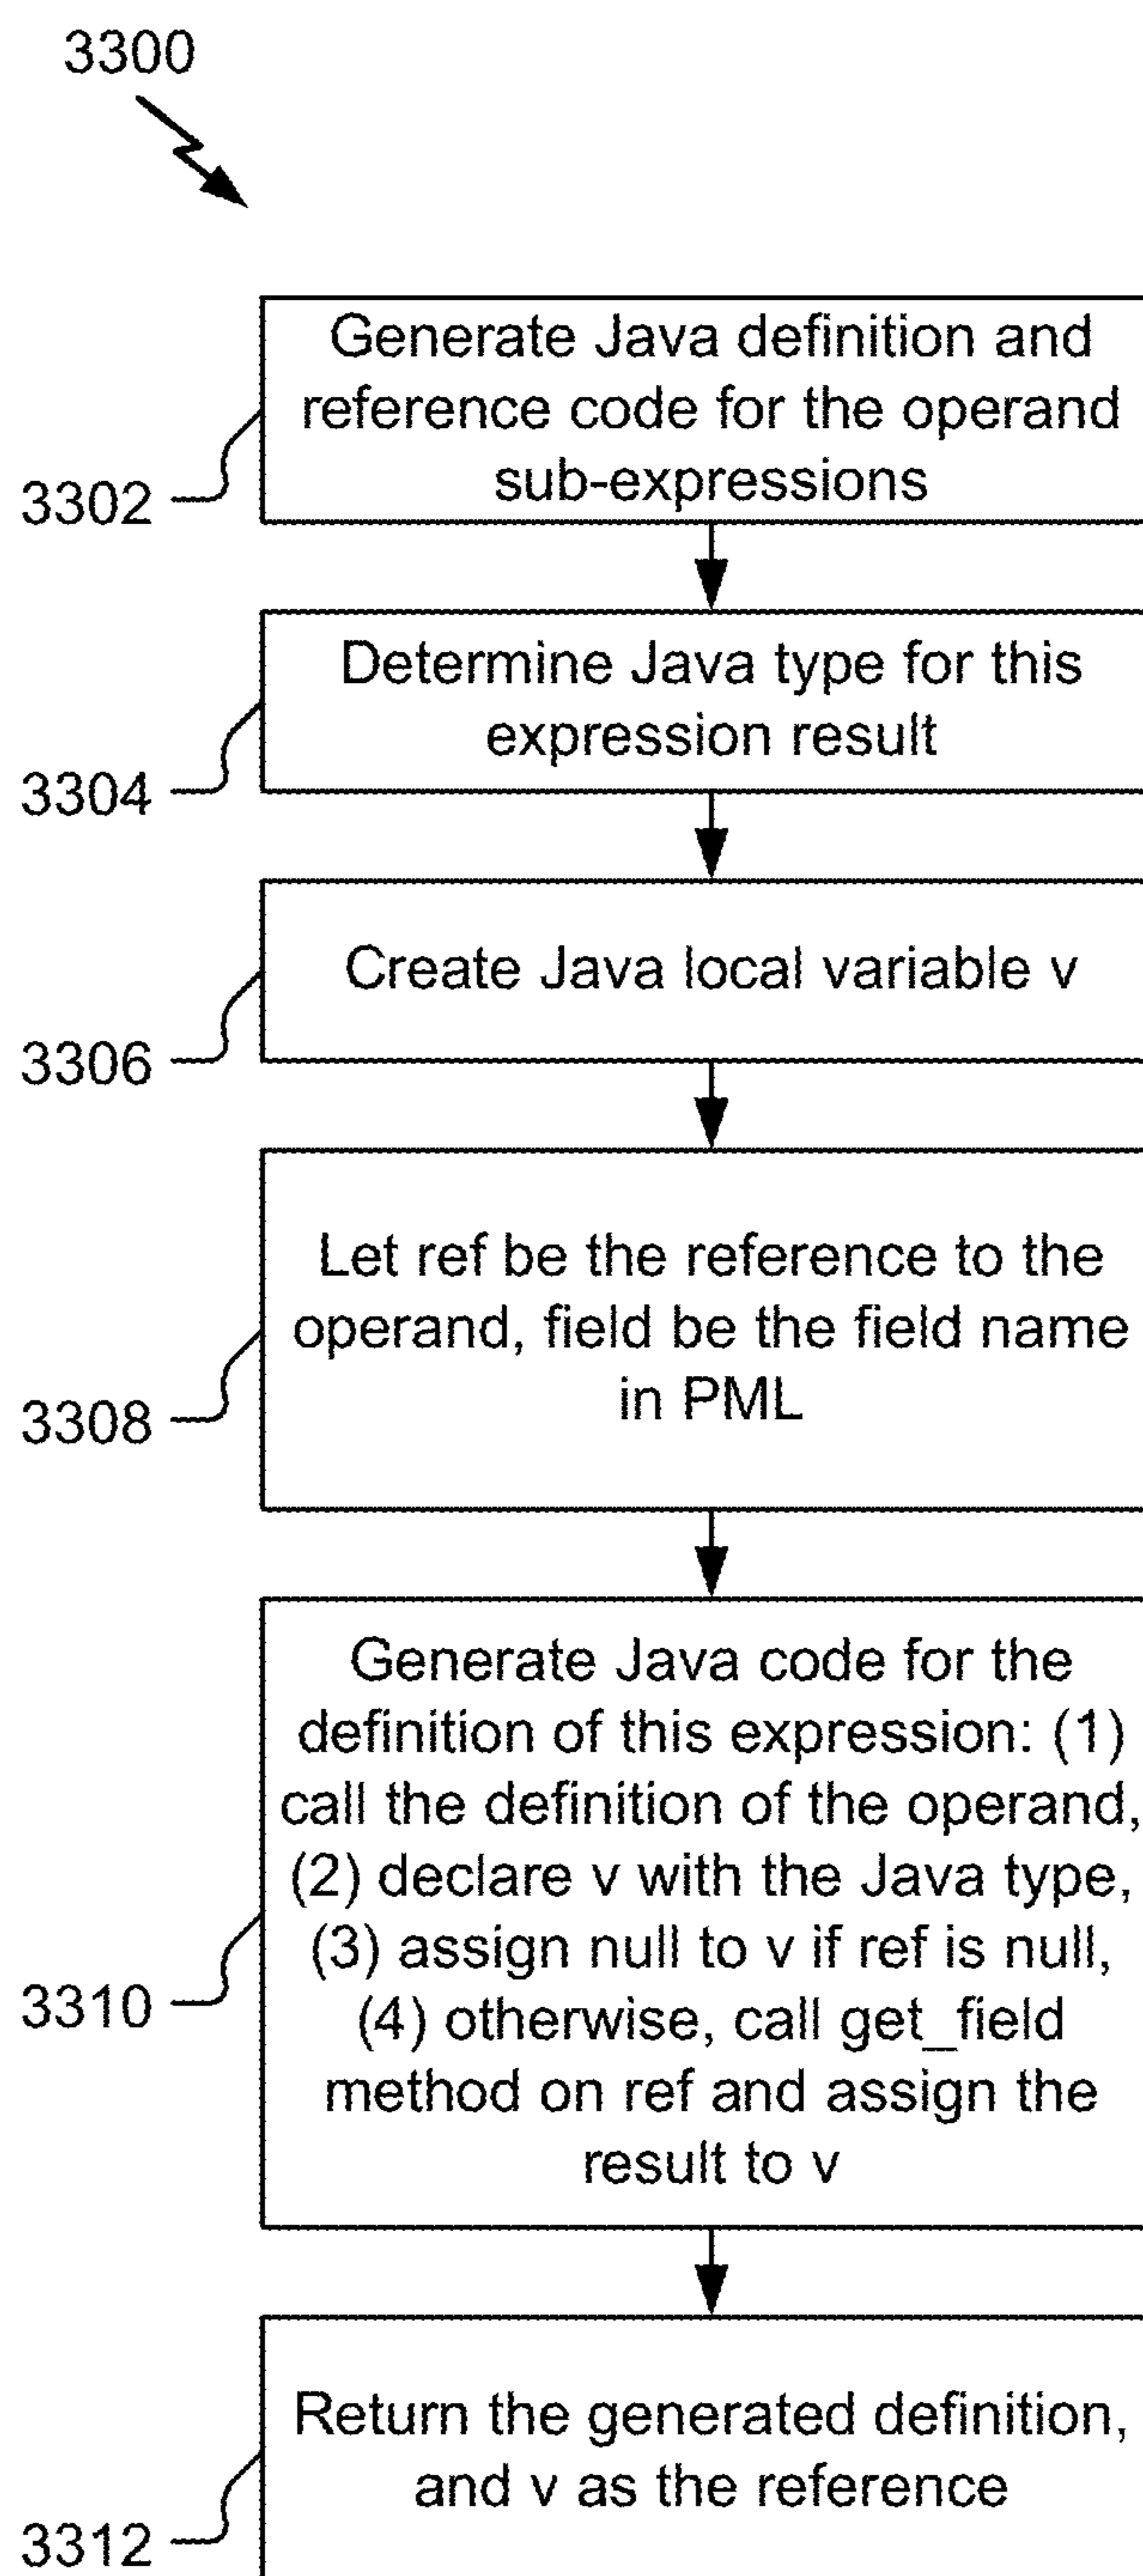 3300
Generate Java definition and
reference code for the operand
sub-expressions
3302
Determine Java type for this
expression result
3304
Create Java local variable v
3306
Let ref be the reference to the
operand, field be the field name
in PML
3308
Generate Java code for the
definition of this expression: (1)
call the definition of the operand,
(2) declare v with the Java type,
(3) assign null to v if ref is null,
(4) otherwise, call get_field
method on ref and assign the
result to v
3310
Return the generated definition,
and v as the reference
3312